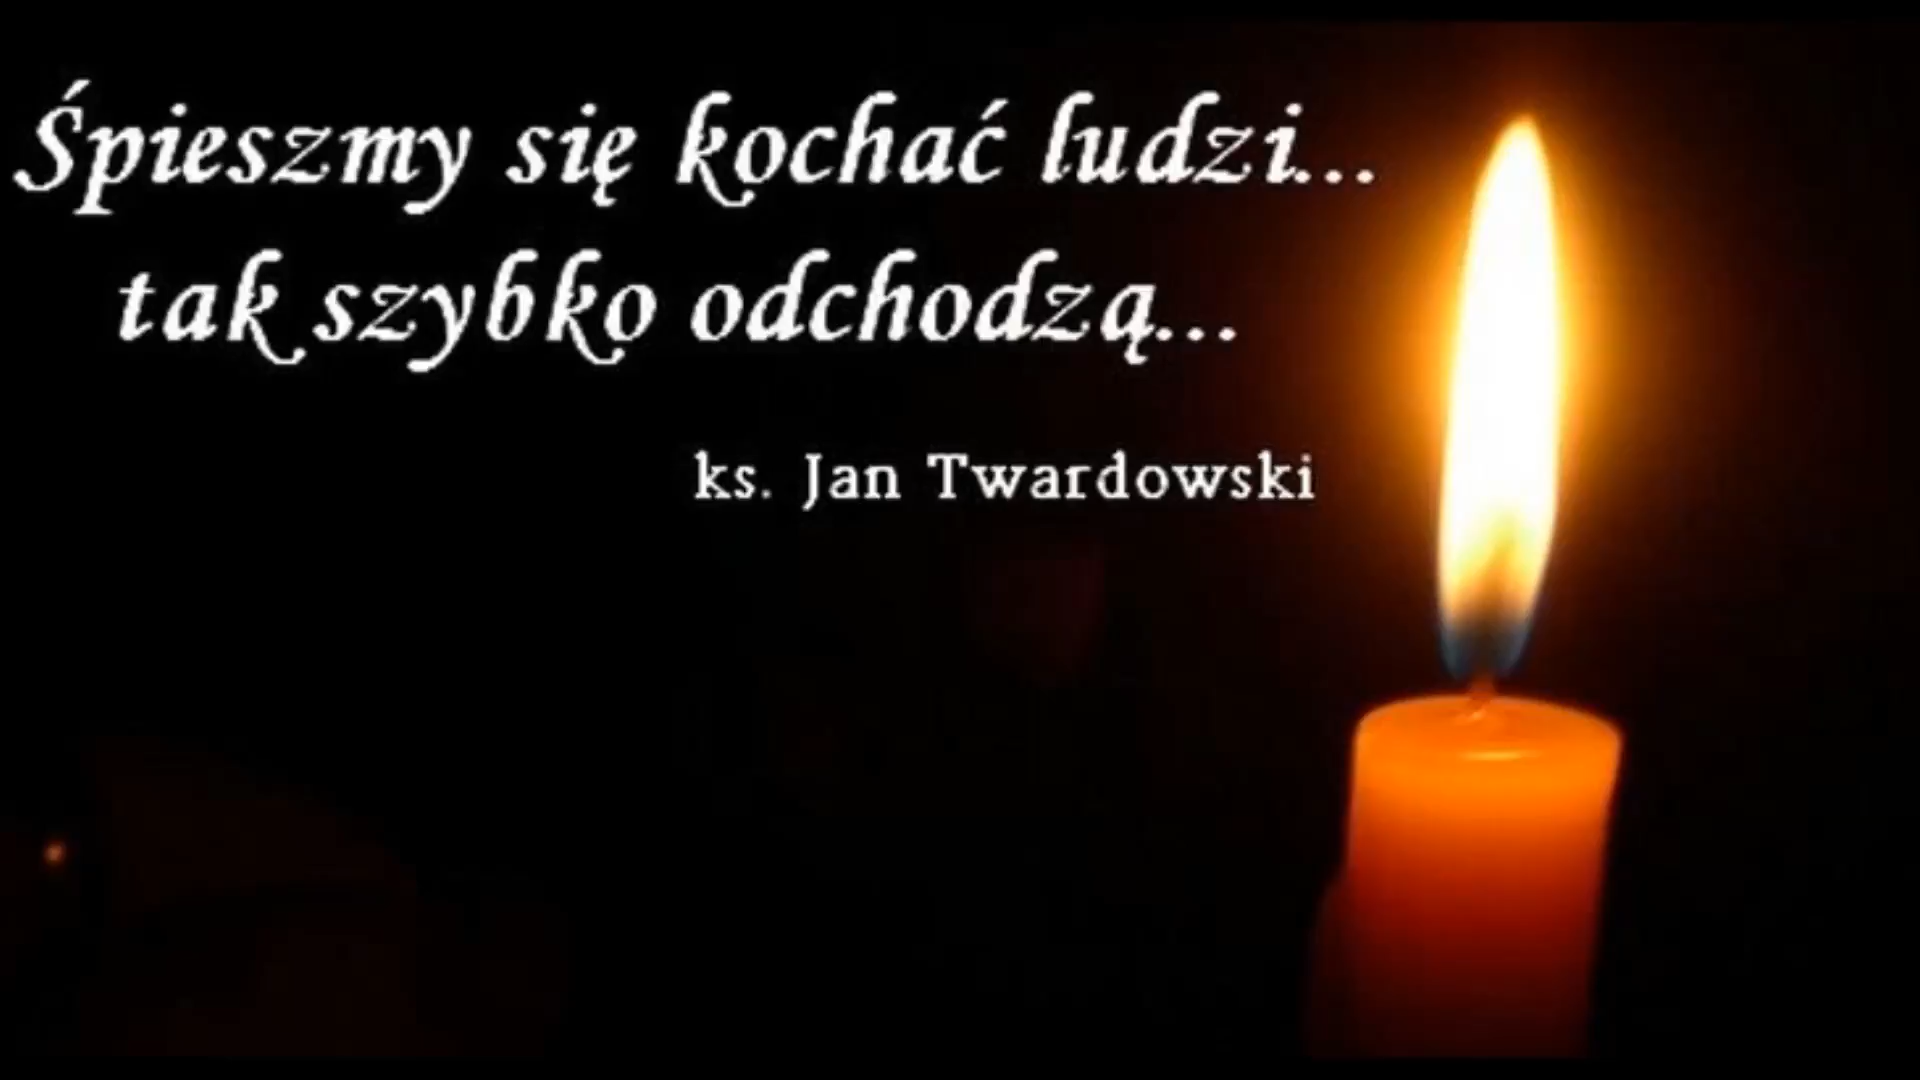 Śpieszmy się kochać ludzi...
tak szybko odchodzą...
ks. Jan Twardowski